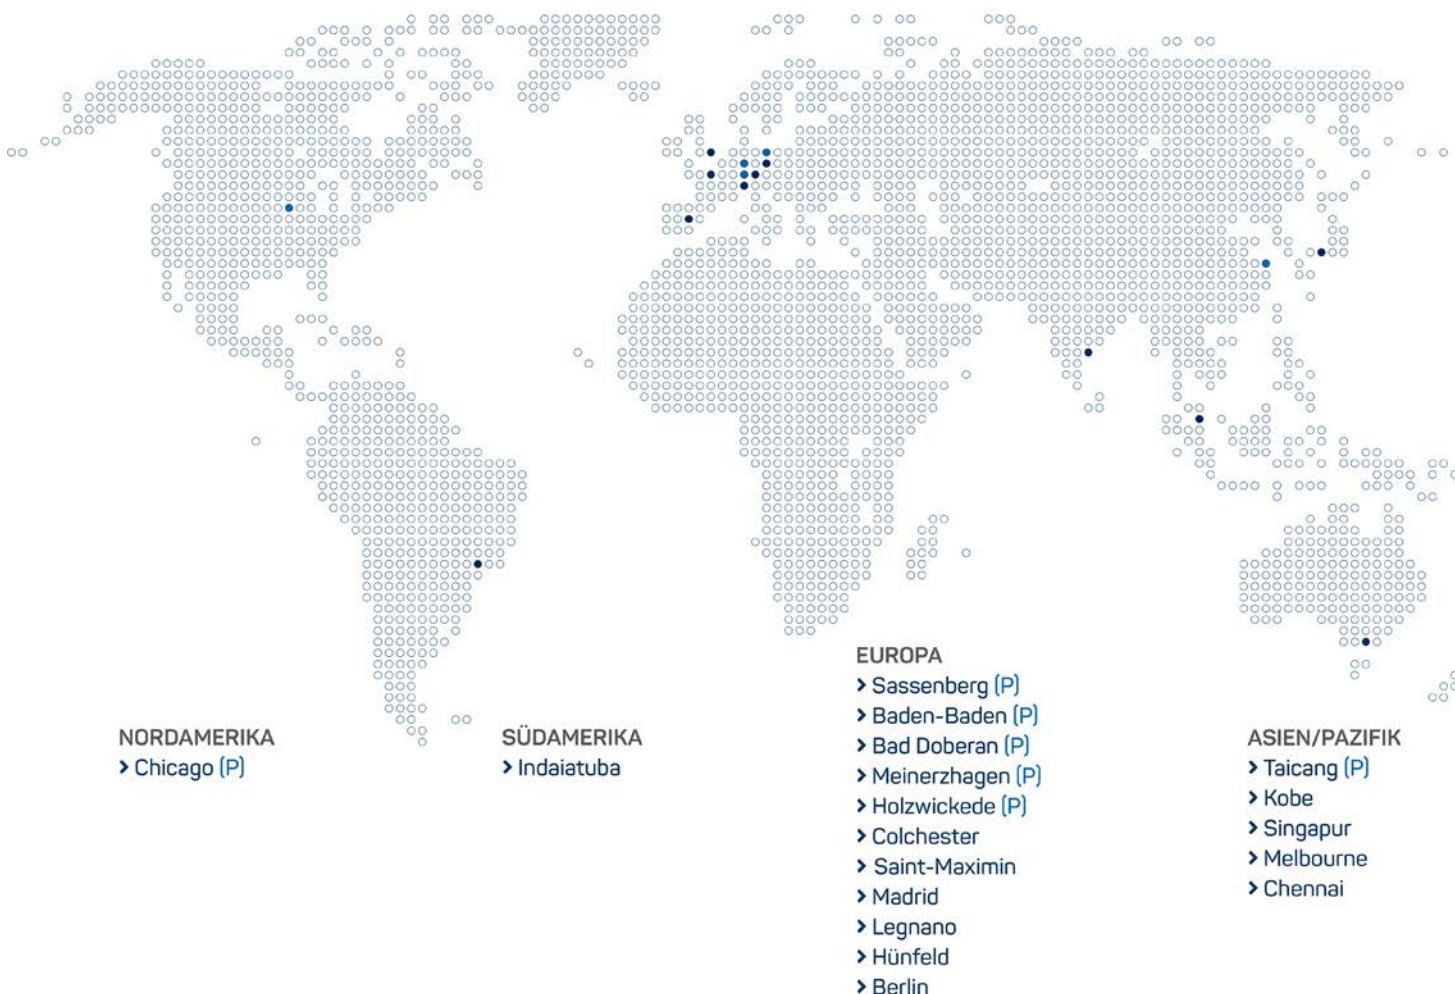 EUROPA
> Sassenberg (P)
> Baden-Baden (P)
> Bad Doberan (P)
> Meinerzhagen (P)
> Holzwickede (P)
> Colchester
> Saint-Maximin
> Madrid
> Legnano
> Hünfeld
> Berlin
NORDAMERIKA
> Chicago (P)
SÜDAMERIKA
> Indaiatuba
ASIEN/PAZIFIK
> Taicang (P)
> Kobe
> Singapur
> Melbourne
> Chennai